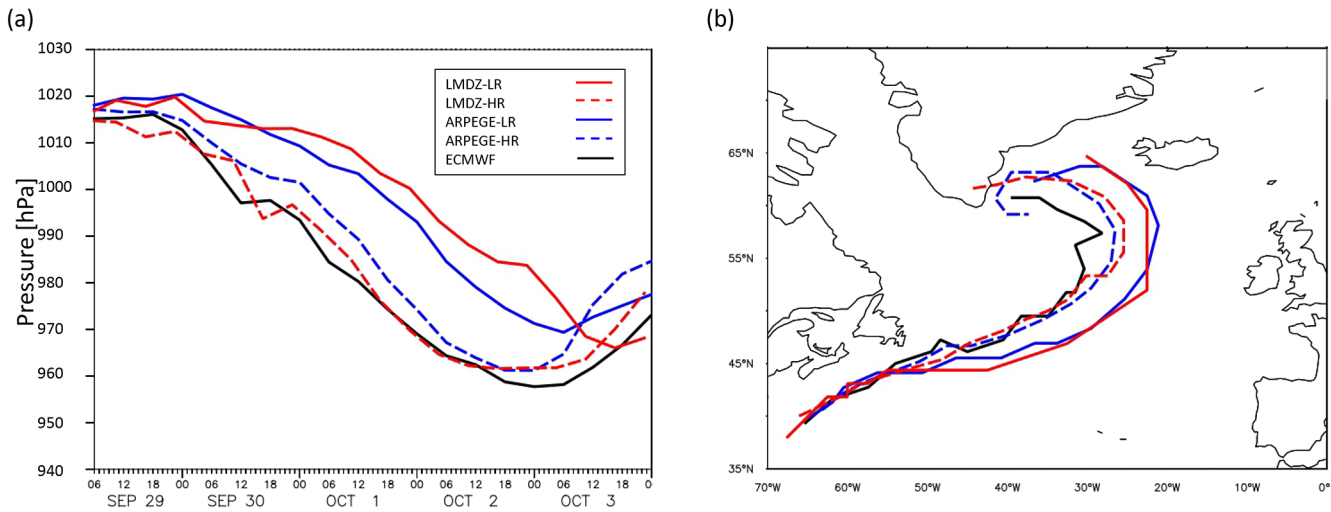 (a)
1030
1020
1010
1000
990
980
970
960
950
940
Pressure [hPa]
LMDZ-LR
LMDZ-HR
ARPEGE-LR
ARPEGE-HR
ECMWF
06 12 18 00 06 12 18 00 06 12 18 00 06 12 18 00 06 12 18 0
SEP 29 SEP 30 OCT 1 OCT 2 OCT 3
(b)
65°N
55°N
45°N
35°N
70°W 60°W 50°W 40°W 30°W 20°W 10°W 0°